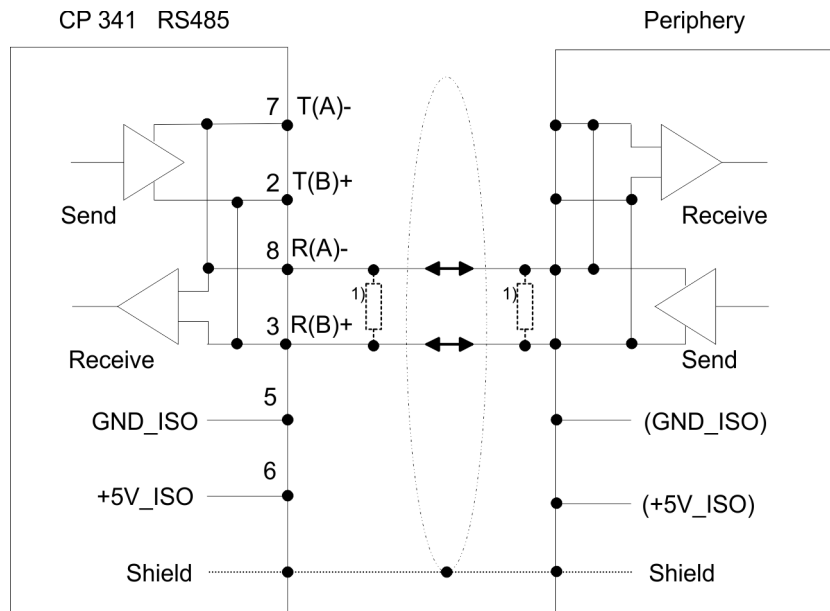 CP 341 RS485
Periphery
7 T(A)-
2 T(B)+
Send
Receive
8 R(A)-
1)
1)
3 R(B)+
Receive
Send
5
GND_ISO
(GND_ISO)
6
+5V_ISO
(+5V_ISO)
Shield
Shield